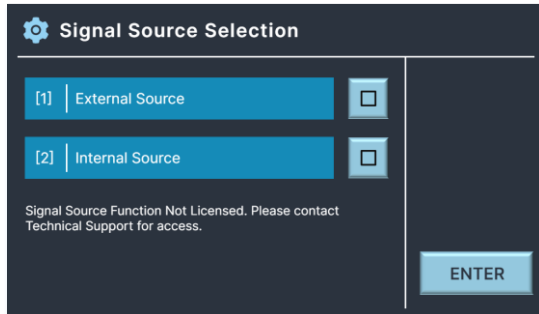 Signal Source Selection
[1] External Source
[2] Internal Source
Signal Source Function Not Licensed. Please contact
Technical Support for access.
ENTER